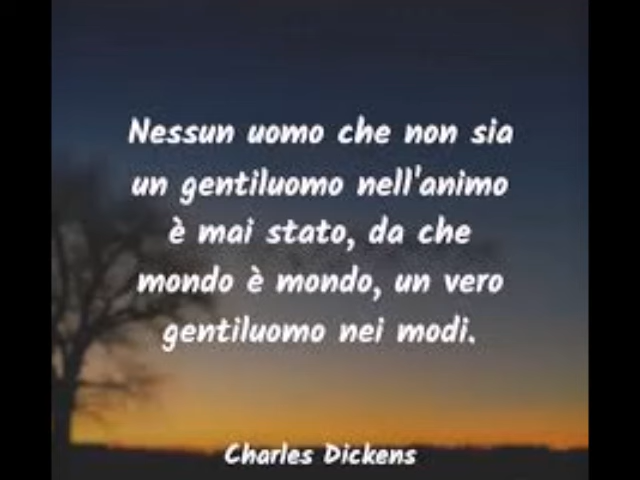 Nessun uomo che non sia
un gentiluomo nell'animo
è mai stato, da che
mondo è mondo, un vero
gentiluomo nei modi.
Charles Dickens